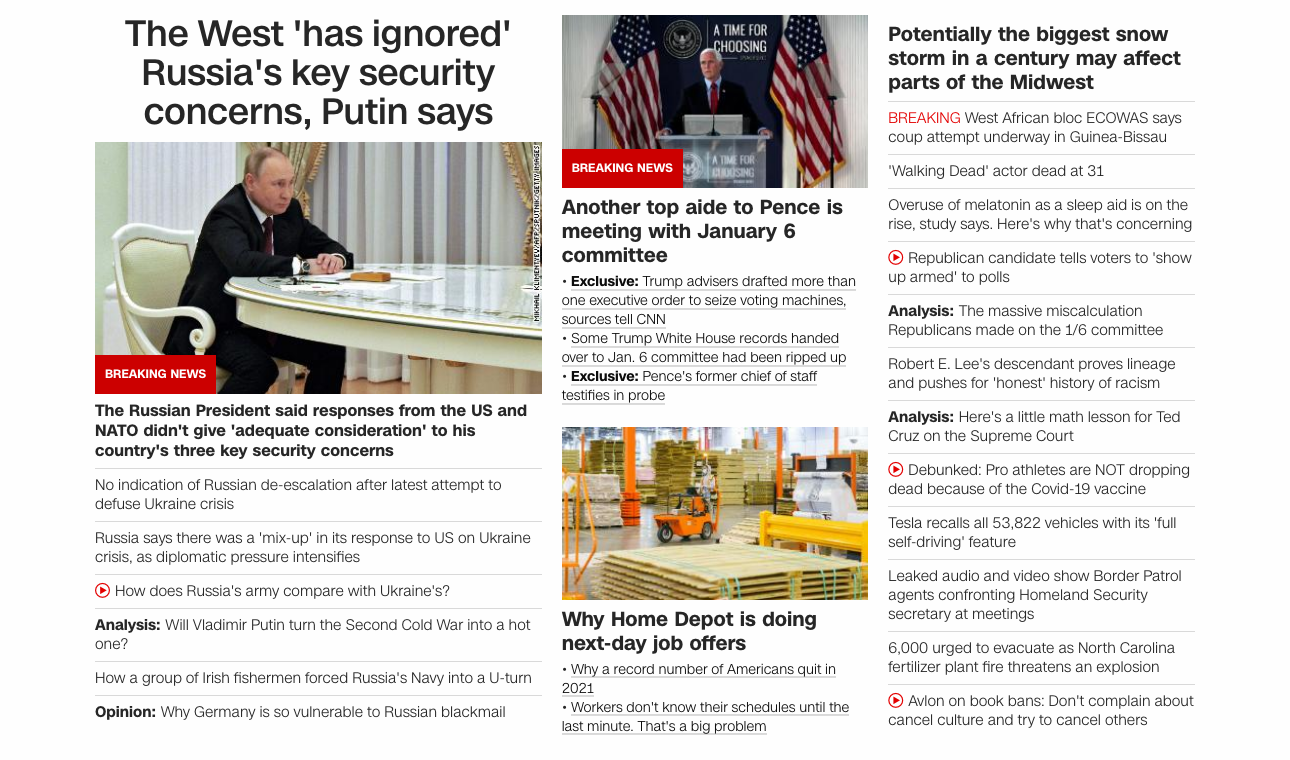 The West 'has ignored'
Russia's key security
concerns, Putin says
MIKHAIL KLIMENTYEV/AFP/SPUTNIK/GETTY IMAGES
BREAKING NEWS
The Russian President said responses from the US and
NATO didn't give 'adequate consideration' to his
country's three key security concerns
No indication of Russian de-escalation after latest attempt to
defuse Ukraine crisis
Russia says there was a 'mix-up' in its response to US on Ukraine
crisis, as diplomatic pressure intensifies
How does Russia's army compare with Ukraine's?
Analysis: Will Vladimir Putin turn the Second Cold War into a hot
one?
How a group of Irish fishermen forced Russia's Navy into a U-turn
Opinion: Why Germany is so vulnerable to Russian blackmail
A TIME FOR
CHOOSING
A TIME FOR
CHOOSING
BREAKING NEWS
Another top aide to Pence is
meeting with January 6
committee
• Exclusive: Trump advisers drafted more than
one executive order to seize voting machines,
sources tell CNN
• Some Trump White House records handed
over to Jan. 6 committee had been ripped up
• Exclusive: Pence's former chief of staff
testifies in probe
Why Home Depot is doing
next-day job offers
• Why a record number of Americans quit in
2021
• Workers don't know their schedules until the
last minute. That's a big problem
Potentially the biggest snow
storm in a century may affect
parts of the Midwest
BREAKING West African bloc ECOWAS says
coup attempt underway in Guinea-Bissau
'Walking Dead' actor dead at 31
Overuse of melatonin as a sleep aid is on the
rise, study says. Here's why that's concerning
Republican candidate tells voters to 'show
up armed' to polls
Analysis: The massive miscalculation
Republicans made on the 1/6 committee
Robert E. Lee's descendant proves lineage
and pushes for 'honest' history of racism
Analysis: Here's a little math lesson for Ted
Cruz on the Supreme Court
Debunked: Pro athletes are NOT dropping
dead because of the Covid-19 vaccine
Tesla recalls all 53,822 vehicles with its 'full
self-driving' feature
Leaked audio and video show Border Patrol
agents confronting Homeland Security
secretary at meetings
6,000 urged to evacuate as North Carolina
fertilizer plant fire threatens an explosion
Avlon on book bans: Don't complain about
cancel culture and try to cancel others